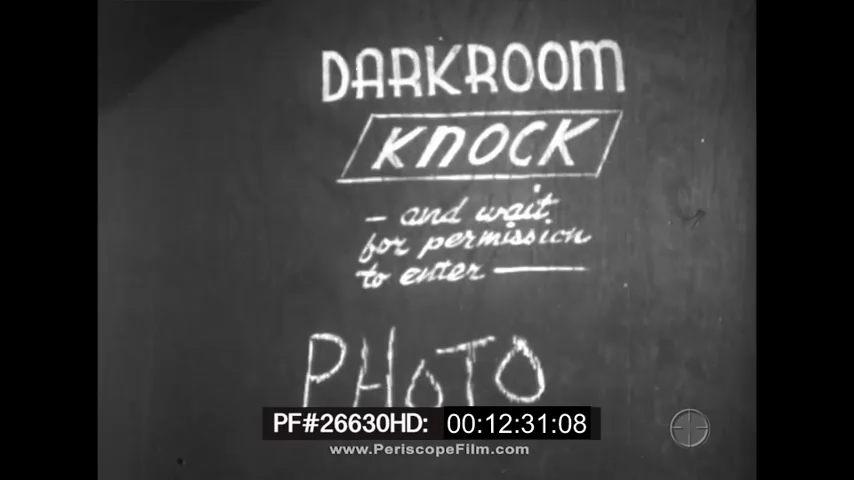 DARKROOM
KNOCK
- and wait
for permission
to enter —
PHOTO
PF#26630HD: 00:12:31:08
www.PeriscopeFilm.com